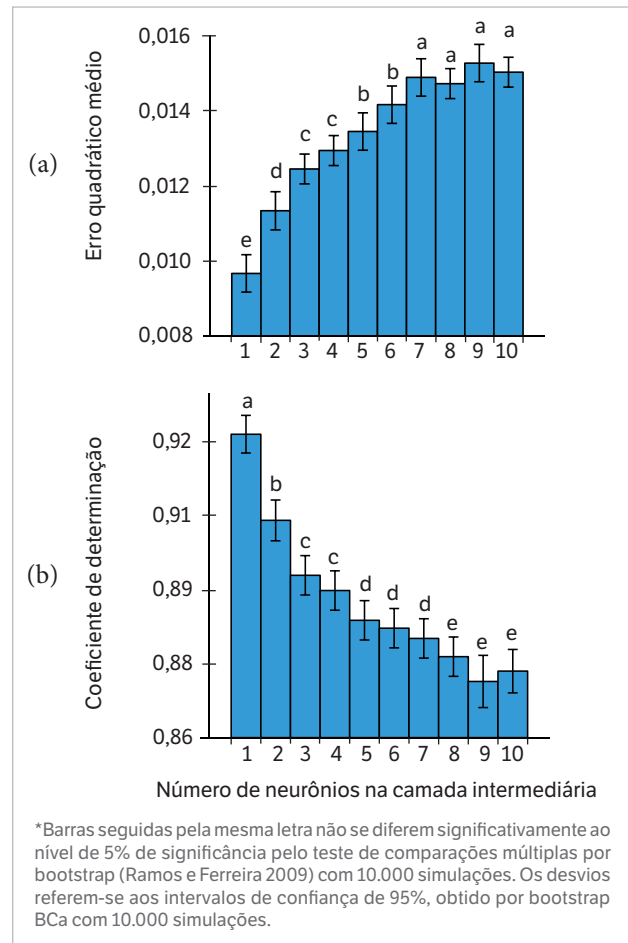 (a)
Erro quadrático médio
0,016
0,014
0,012
0,010
0,008
e
d
c
c
b
b
a
a
a
a
1 2 3 4 5 6 7 8 9 10
(b)
Coeficiente de determinação
0,92
0,91
0,89
0,88
0,86
a
b
c
c
d
d
d
e
e
e
1 2 3 4 5 6 7 8 9 10
Número de neurônios na camada intermediária
*Barras seguidas pela mesma letra não se diferem significativamente ao
nível de 5% de significância pelo teste de comparações múltiplas por
bootstrap (Ramos e Ferreira 2009) com 10.000 simulações. Os desvios
referem-se aos intervalos de confiança de 95%, obtido por bootstrap
BCa com 10.000 simulações.